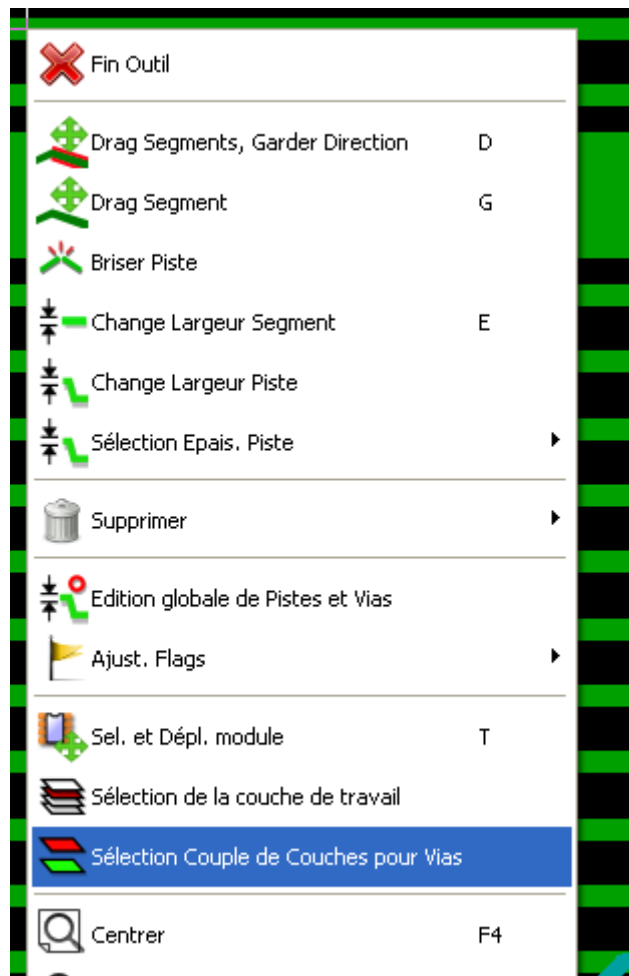 Fin Outil
Drag Segments, Garder Direction D
Drag Segment G
Briser Piste
Change Largeur Segment E
Change Largeur Piste
Sélection Epais. Piste
Supprimer
Edition globale de Pistes et Vias
Ajust. Flags
Sel. et Dépl. module T
Sélection de la couche de travail
Sélection Couple de Couches pour Vias
Centrer F4